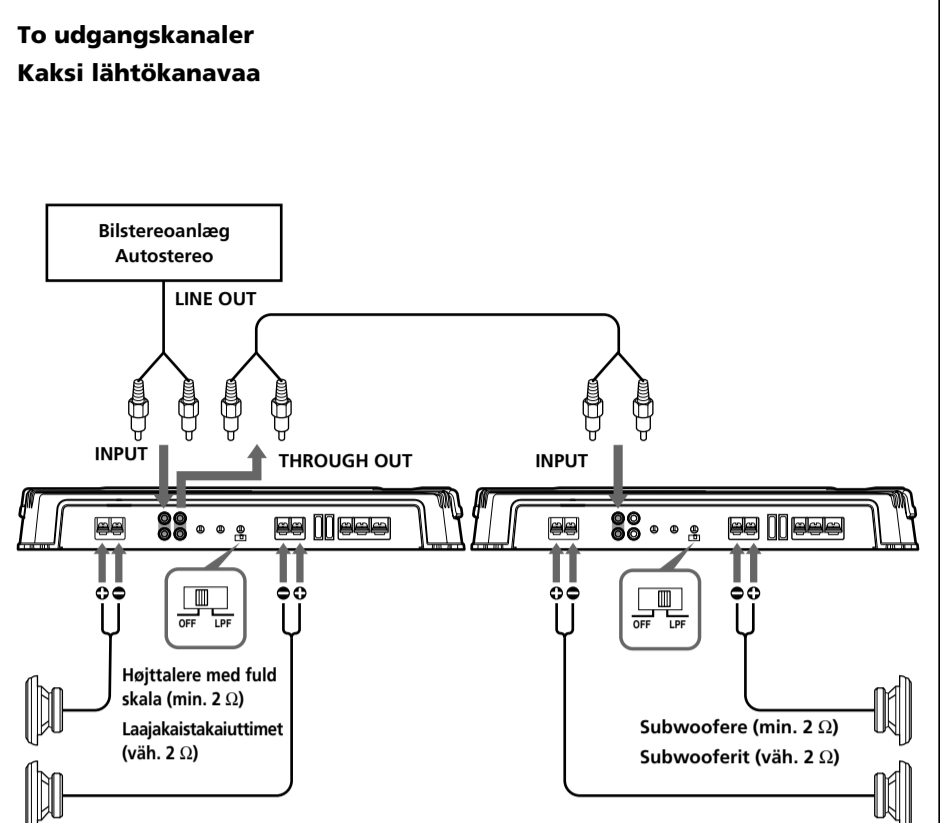 To udgangskanaler
Kaksi lähtökanavaa
Bilstereoanlæg
Autostereo
LINE OUT
INPUT
THROUGH OUT
INPUT
OFF LPF
OFF LPF
Højttalere med fuld
skala (min. 2 Ω)
Laajakaistakaiuttimet
(väh. 2 Ω)
Subwoofere (min. 2 Ω)
Subwooferit (väh. 2 Ω)